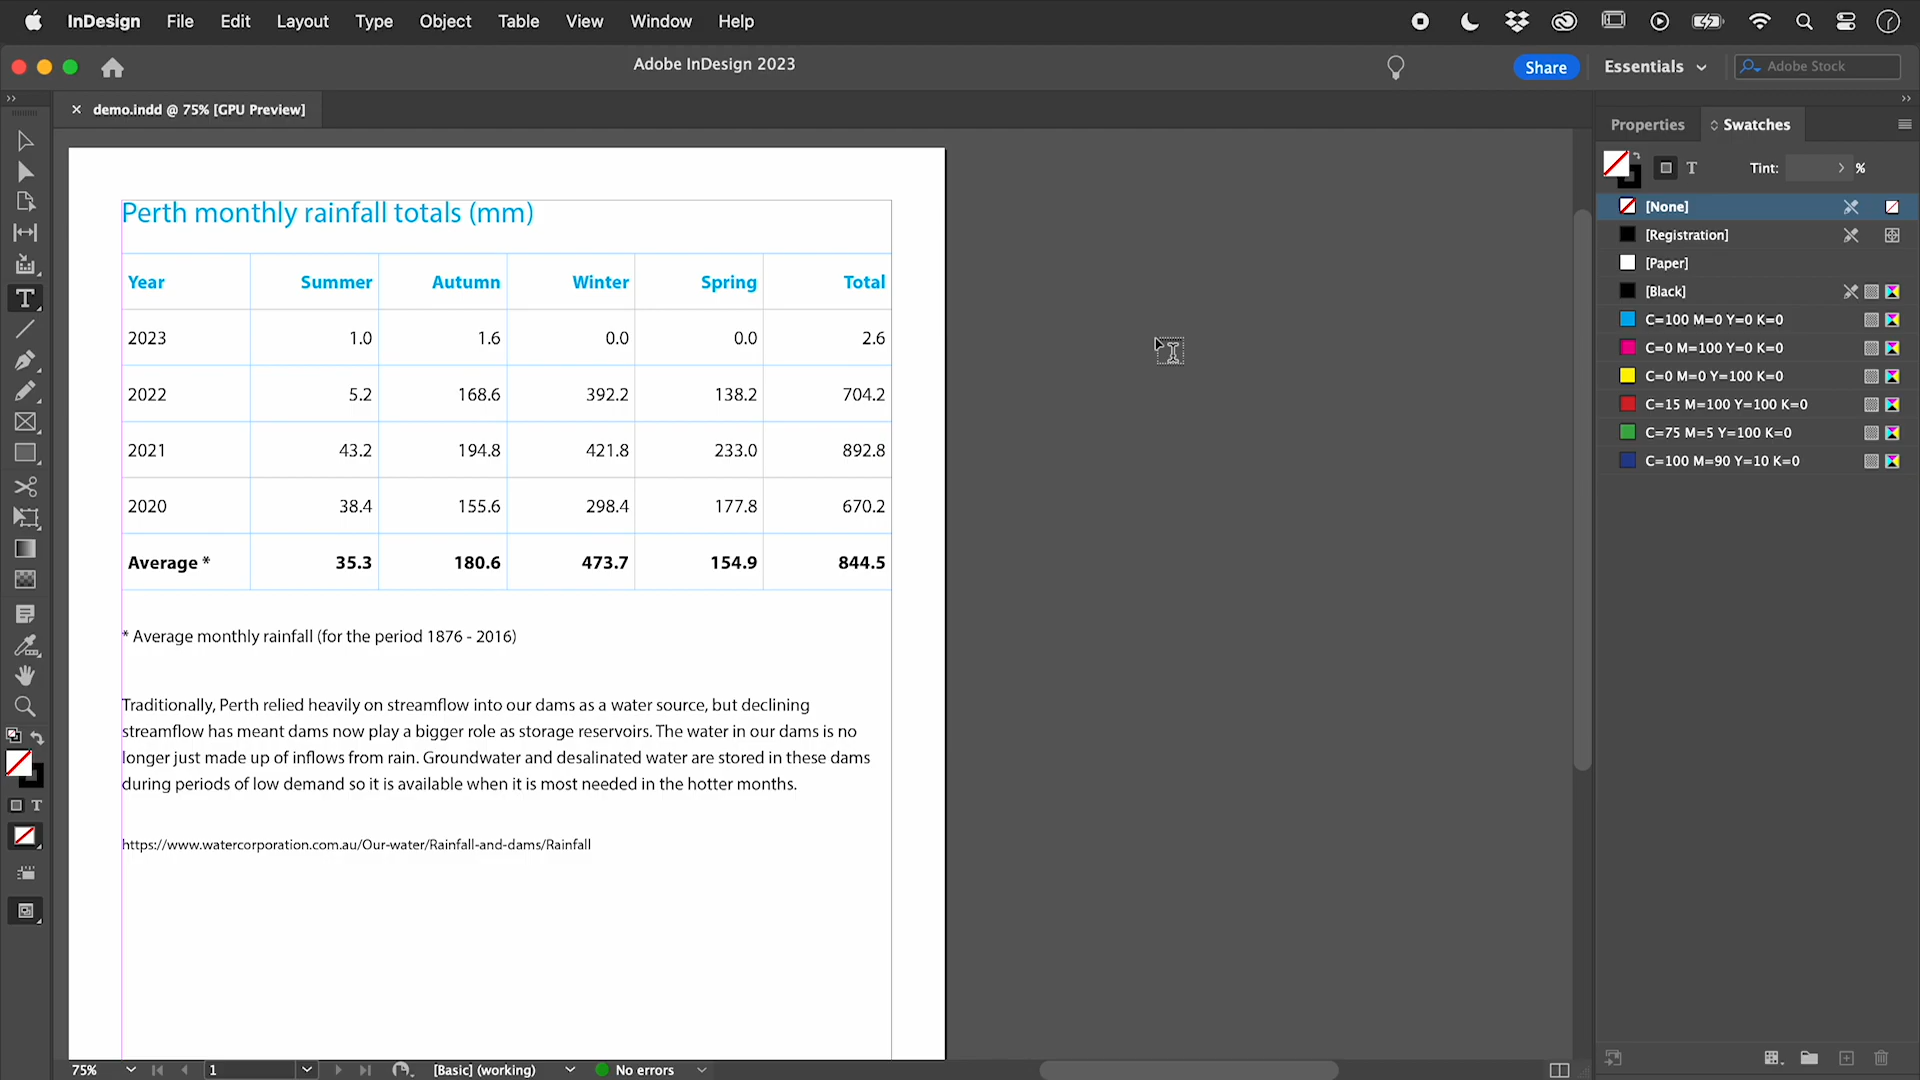 InDesign File Edit Layout Type Object Table View Window Help
Adobe InDesign 2023
Share Essentials Adobe Stock
demo.indd @ 75% [GPU Preview]
Properties Swatches
Tint: %
[None]
[Registration]
[Paper]
[Black]
C=100 M=0 Y=0 K=0
C=0 M=100 Y=0 K=0
C=0 M=0 Y=100 K=0
C=15 M=100 Y=100 K=0
C=75 M=5 Y=100 K=0
C=100 M=90 Y=10 K=0
Perth monthly rainfall totals (mm)
Year Summer Autumn Winter Spring Total
2023 1.0 1.6 0.0 0.0 2.6
2022 5.2 168.6 392.2 138.2 704.2
2021 43.2 194.8 421.8 233.0 892.8
2020 38.4 155.6 298.4 177.8 670.2
Average * 35.3 180.6 473.7 154.9 844.5
* Average monthly rainfall (for the period 1876 - 2016)
Traditionally, Perth relied heavily on streamflow into our dams as a water source, but declining
streamflow has meant dams now play a bigger role as storage reservoirs. The water in our dams is no
longer just made up of inflows from rain. Groundwater and desalinated water are stored in these dams
during periods of low demand so it is available when it is most needed in the hotter months.
https://www.watercorporation.com.au/Our-water/Rainfall-and-dams/Rainfall
75% 1 [Basic] (working) No errors